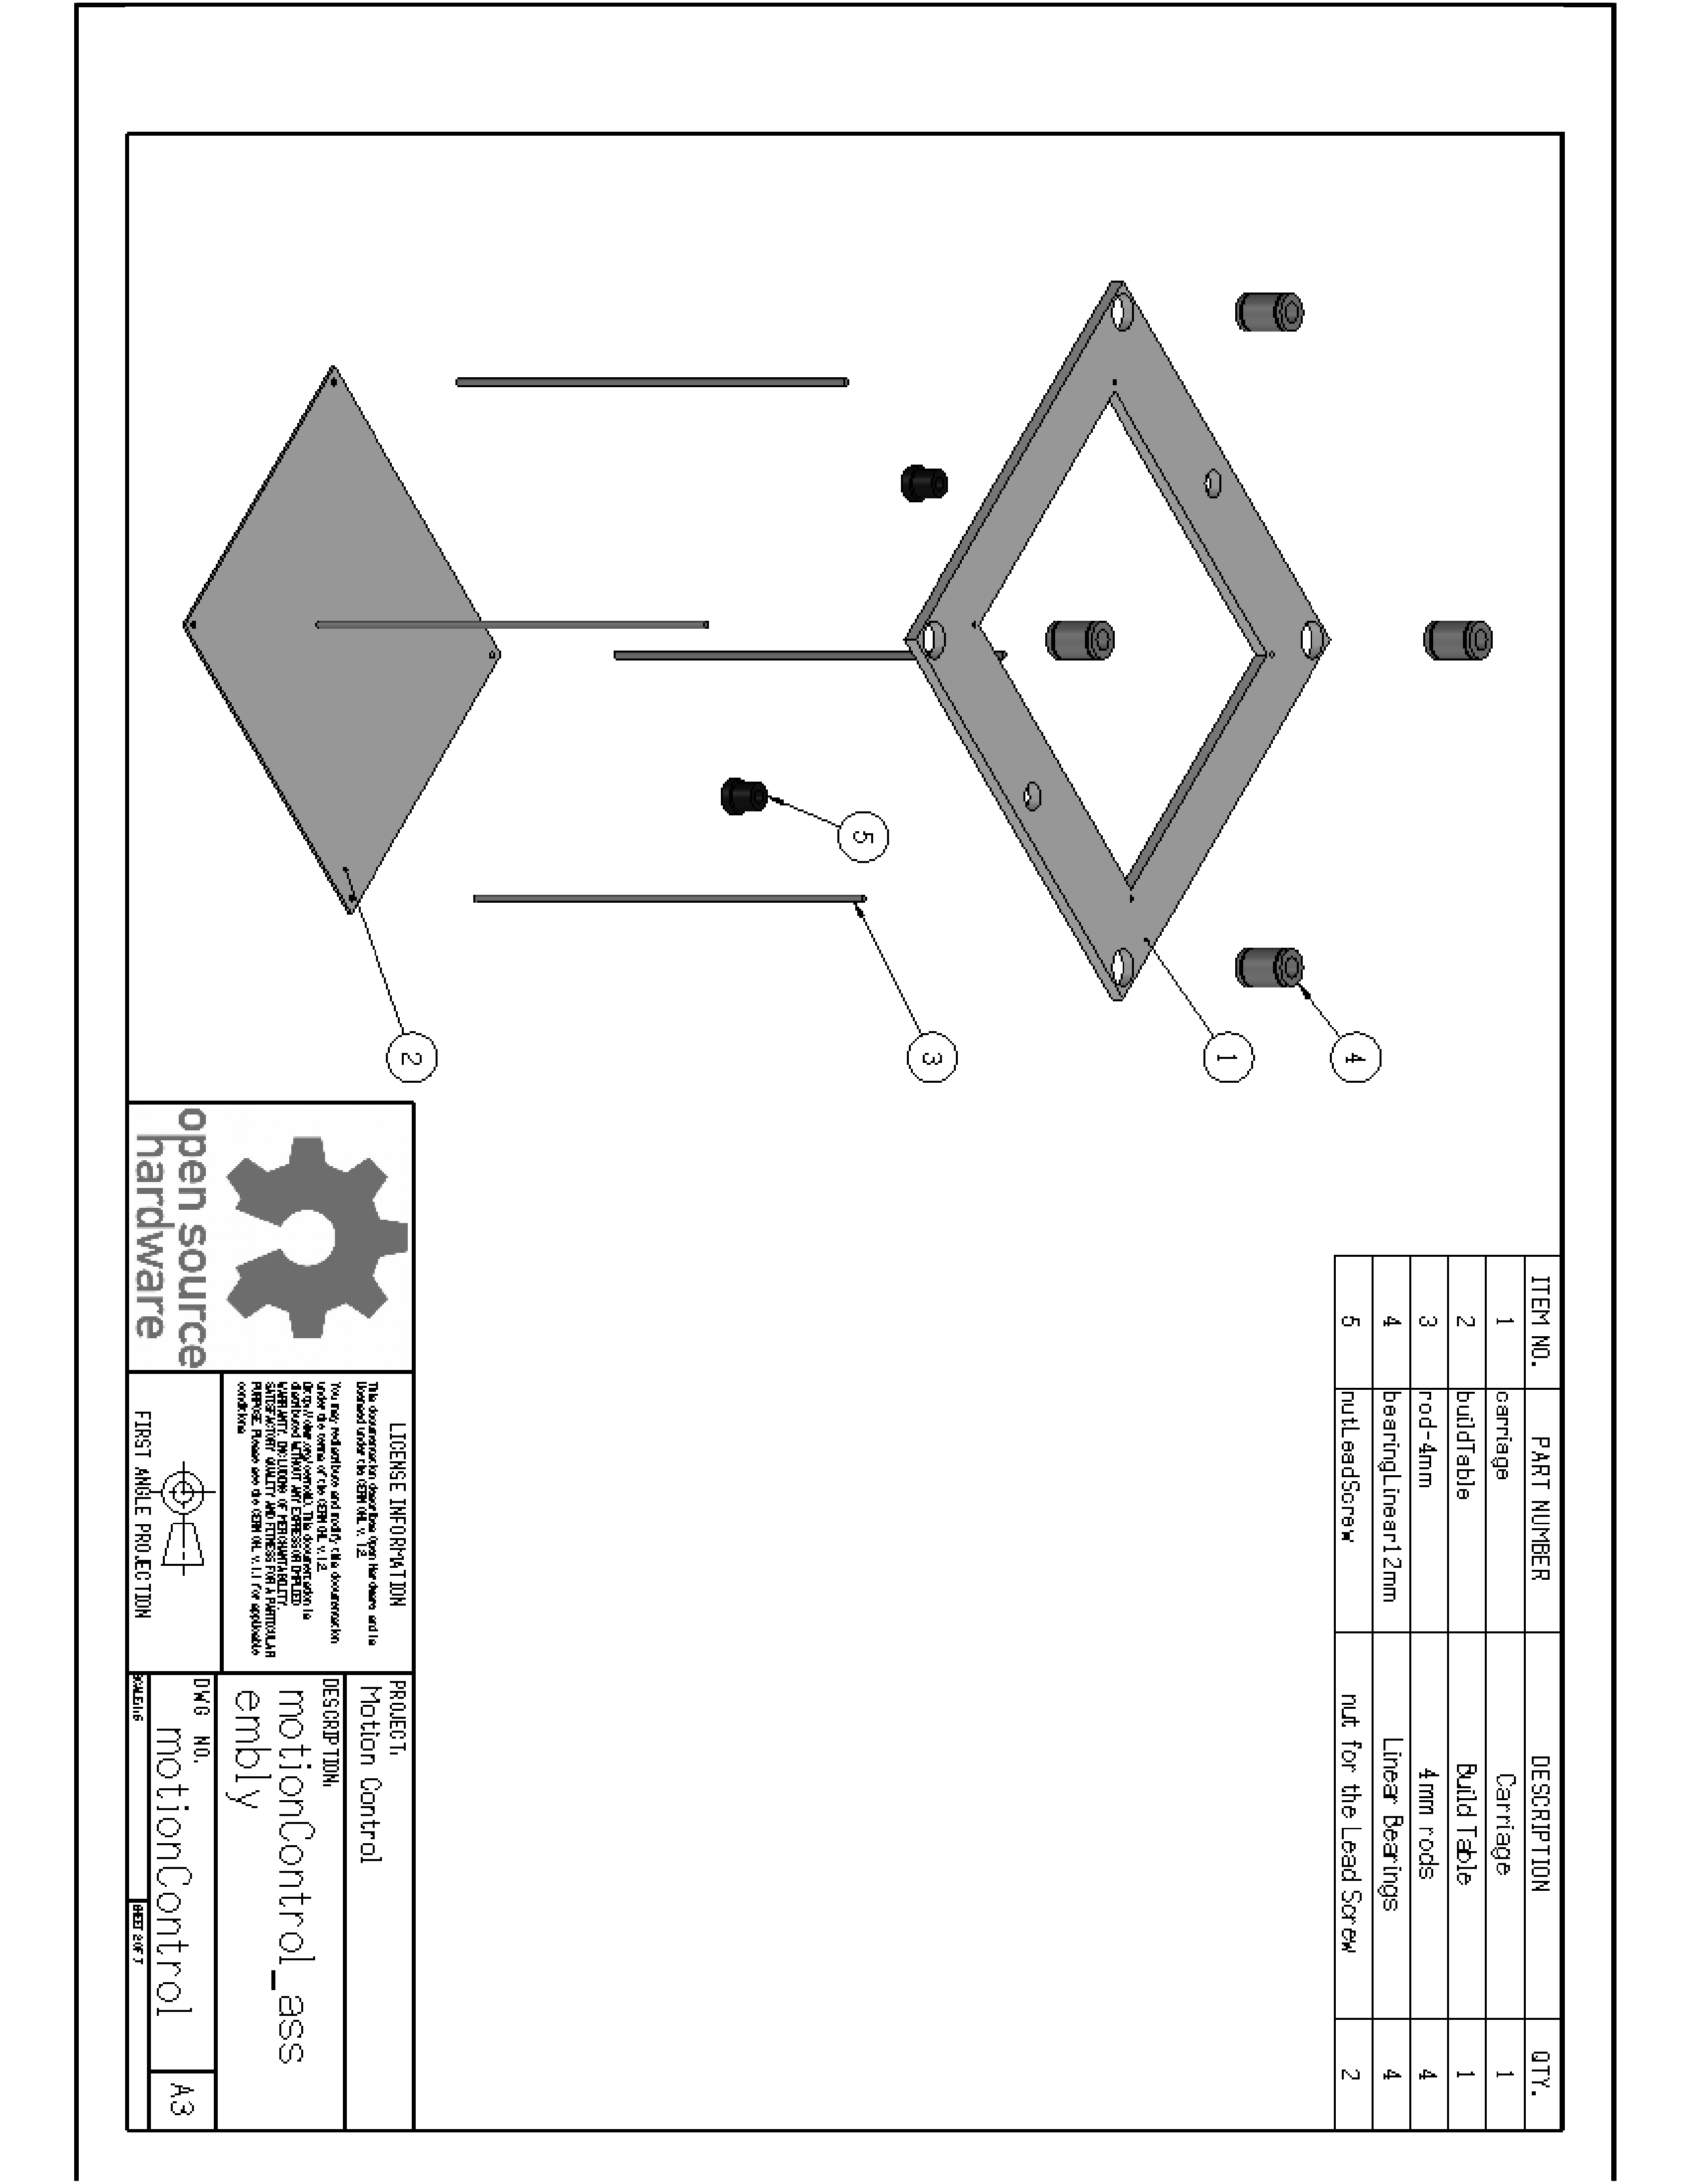 ITEM NO. PART NUMBER DESCRIPTION QTY.
1 carriage Carriage 1
2 buildTable Build Table 1
3 rod-4mm 4mm rods 4
4 bearingLinear12mm Linear Bearings 4
5 nutLeadScrew nut for the Lead Screw 2
4
1
3
5
2
open source
hardware
LICENSE INFORMATION
This documentation describes Open Hardware and is
licensed under the CERN OHL v. 1.2
You may redistribute and modify this documentation
under the terms of the CERN OHL v.1.2
This documentation is
distributed WITHOUT ANY EXPRESS OR IMPLIED
WARRANTY, INCLUDING OF MERCHANTABILITY,
SATISFACTORY QUALITY AND FITNESS FOR A PARTICULAR
PURPOSE. Please see the CERN OHL v.1.1 for applicable
conditions
FIRST ANGLE PROJECTION
PROJECT:
Motion Control
DESCRIPTION:
motionControl_ass
embly
DWG NO.
motionControl
A3
SHEET 2 OF 7